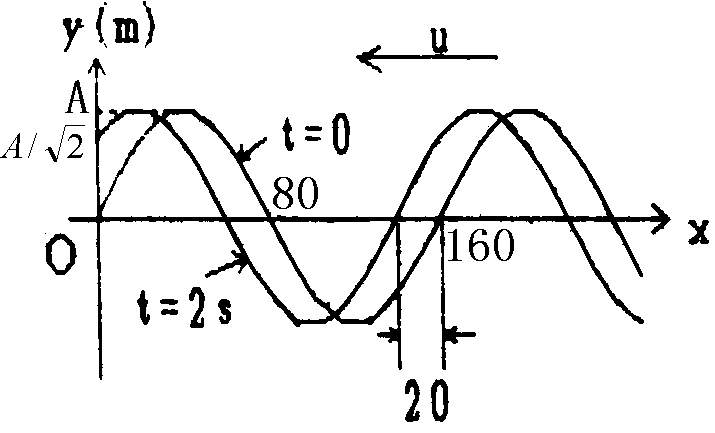 y (m)
u
A
A/√2
t = 0
80
O
160
x
t = 2 s
20